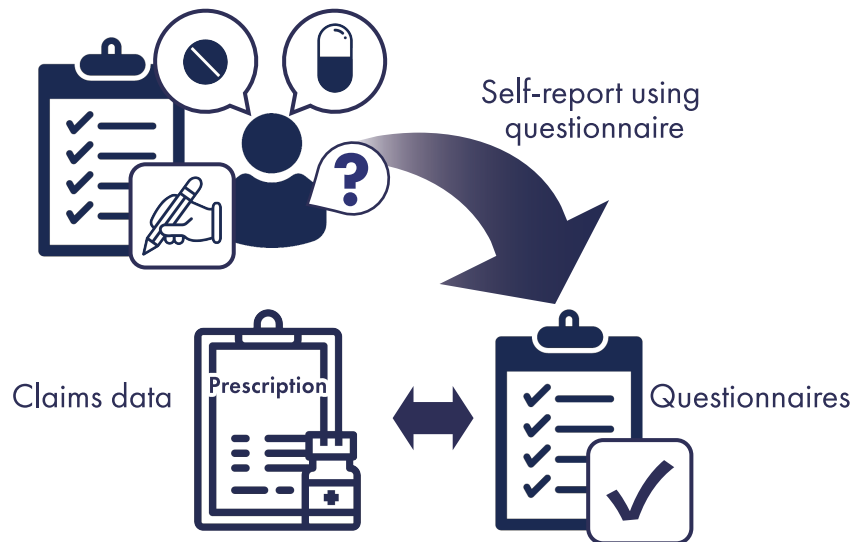 ?
Self-report using
questionnaire
Claims data
Prescription
Questionnaires